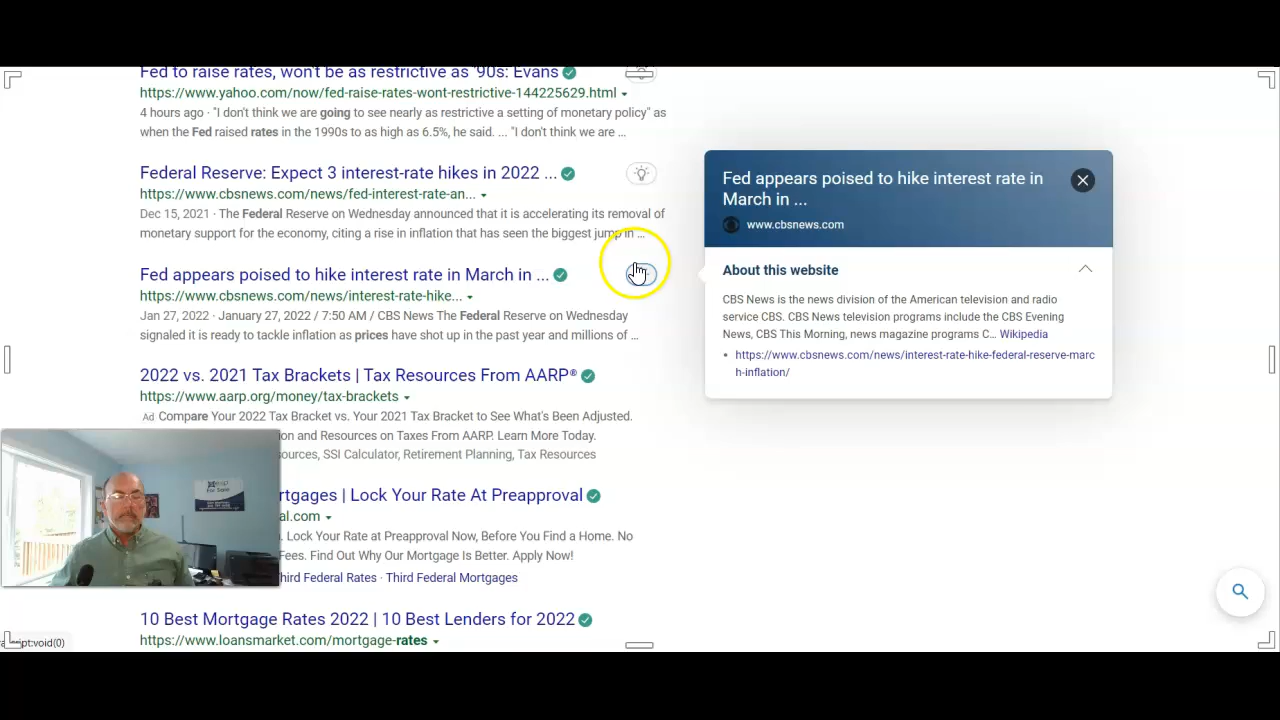 Fed to raise rates, won't be as restrictive as '90s: Evans
https://www.yahoo.com/now/fed-raise-rates-wont-restrictive-144225629.html
4 hours ago · "I don't think we are going to see nearly as restrictive a setting of monetary policy" as
when the Fed raised rates in the 1990s to as high as 6.5%, he said. ... "I don't think we are ...
Federal Reserve: Expect 3 interest-rate hikes in 2022 ...
https://www.cbsnews.com/news/fed-interest-rate-an...
Dec 15, 2021 · The Federal Reserve on Wednesday announced that it is accelerating its removal of
monetary support for the economy, citing a rise in inflation that has seen the biggest jump in ...
Fed appears poised to hike interest rate in March in ...
https://www.cbsnews.com/news/interest-rate-hike...
Jan 27, 2022 · January 27, 2022 / 7:50 AM / CBS News The Federal Reserve on Wednesday
signaled it is ready to tackle inflation as prices have shot up in the past year and millions of ...
2022 vs. 2021 Tax Brackets | Tax Resources From AARP®
https://www.aarp.org/money/tax-brackets
Ad Compare Your 2022 Tax Bracket vs. Your 2021 Tax Bracket to See What's Been Adjusted.
on and Resources on Taxes From AARP. Learn More Today.
sources, SSI Calculator, Retirement Planning, Tax Resources
rtgages | Lock Your Rate At Preapproval
al.com
. Lock Your Rate at Preapproval Now, Before You Find a Home. No
Fees. Find Out Why Our Mortgage Is Better. Apply Now!
Third Federal Rates · Third Federal Mortgages
10 Best Mortgage Rates 2022 | 10 Best Lenders for 2022
https://www.loansmarket.com/mortgage-rates
Fed appears poised to hike interest rate in
March in ...
www.cbsnews.com
About this website
CBS News is the news division of the American television and radio
service CBS. CBS News television programs include the CBS Evening
News, CBS This Morning, news magazine programs C... Wikipedia
https://www.cbsnews.com/news/interest-rate-hike-federal-reserve-marc
h-inflation/
For Sale
script:void(0)